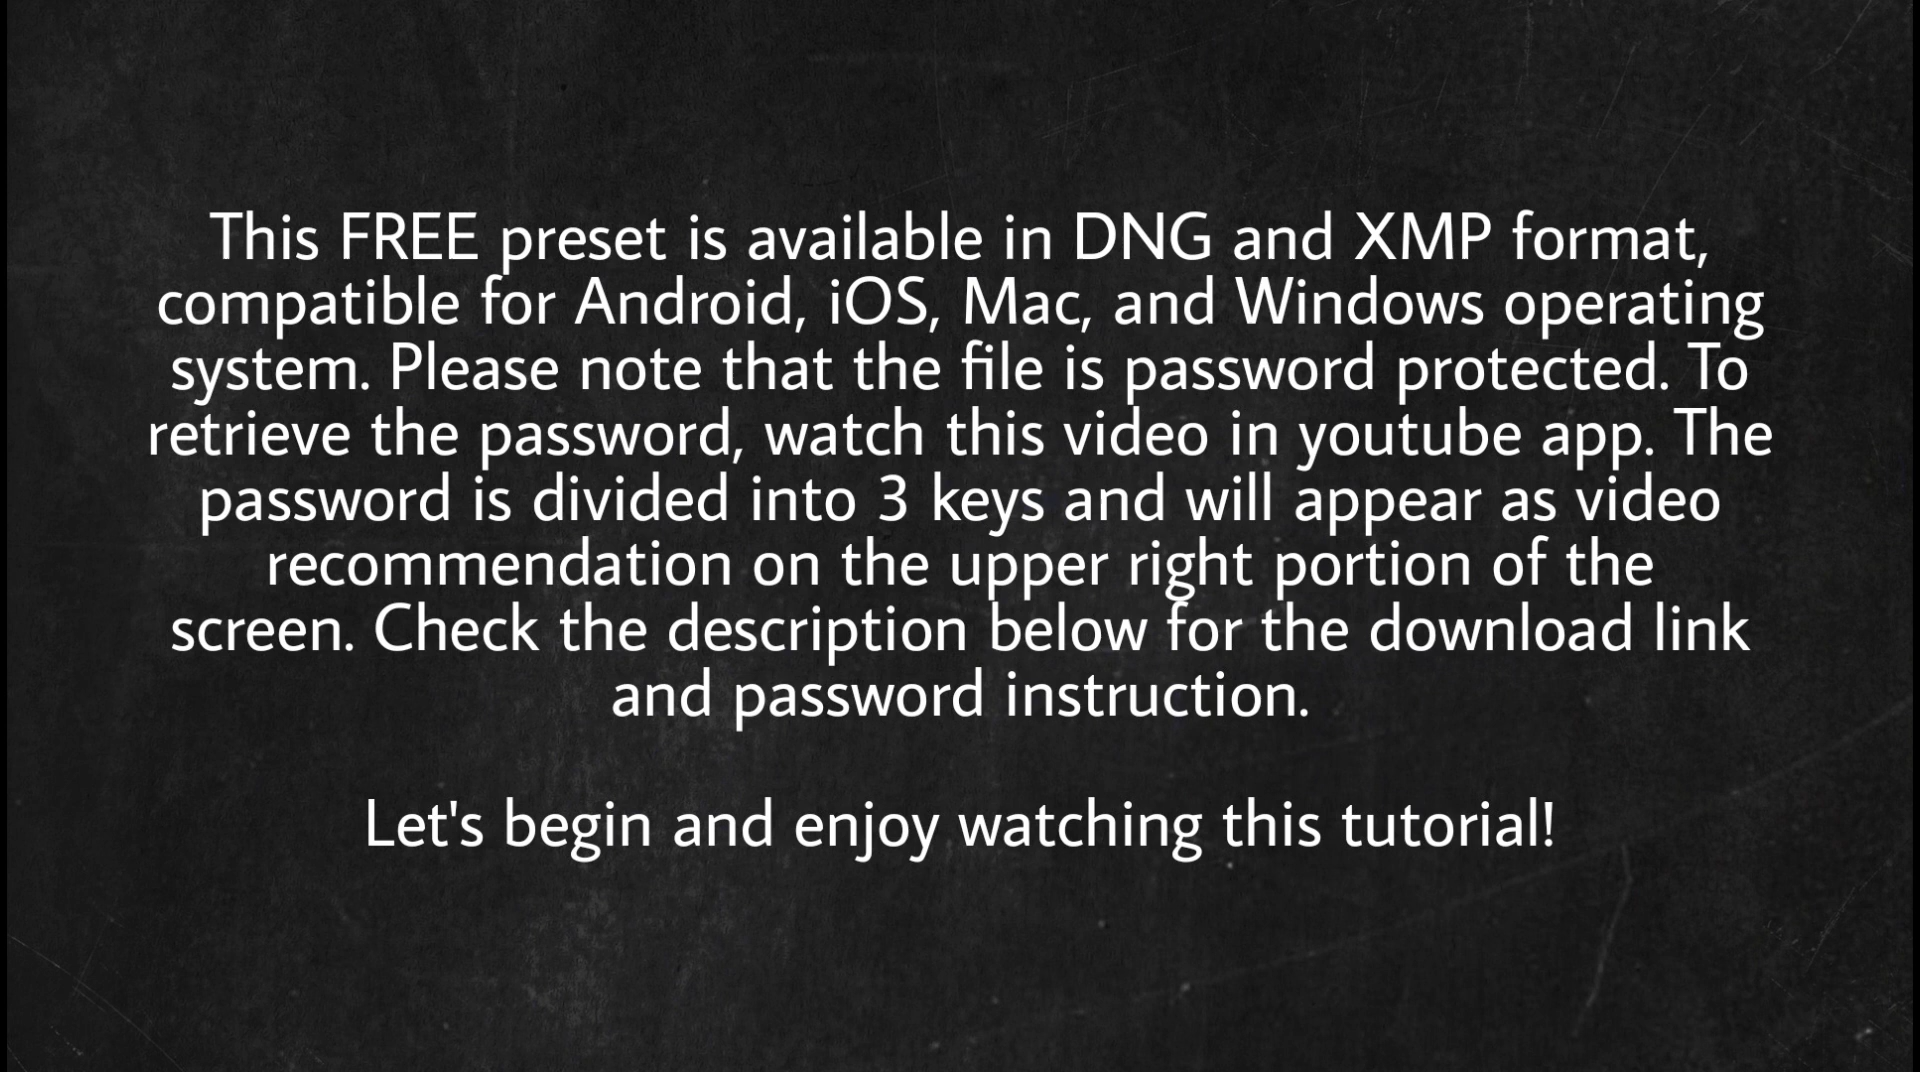 This FREE preset is available in DNG and XMP format,
compatible for Android, iOS, Mac, and Windows operating
system. Please note that the file is password protected. To
retrieve the password, watch this video in youtube app. The
password is divided into 3 keys and will appear as video
recommendation on the upper right portion of the
screen. Check the description below for the download link
and password instruction.
Let's begin and enjoy watching this tutorial!